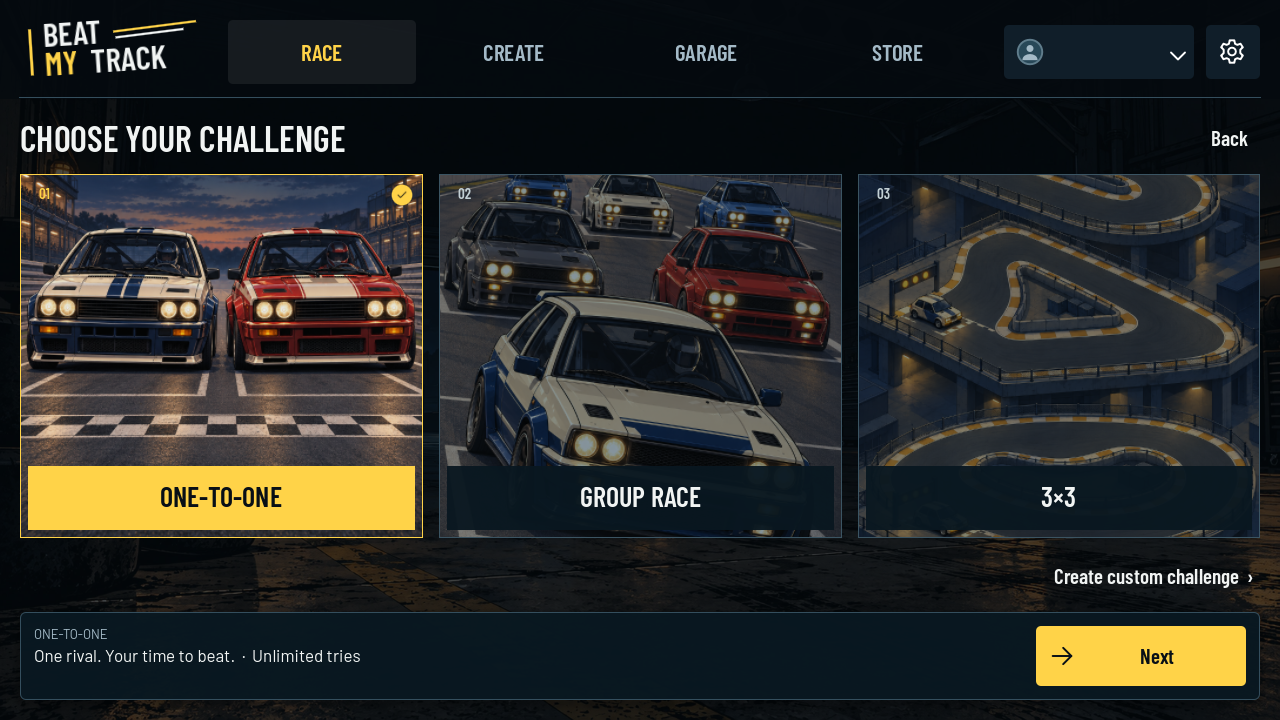 BEAT
MY TRACK
RACE
CREATE
GARAGE
STORE
CHOOSE YOUR CHALLENGE
Back
01
02
03
ONE-TO-ONE
GROUP RACE
3×3
Create custom challenge ›
ONE-TO-ONE
One rival. Your time to beat. · Unlimited tries
Next